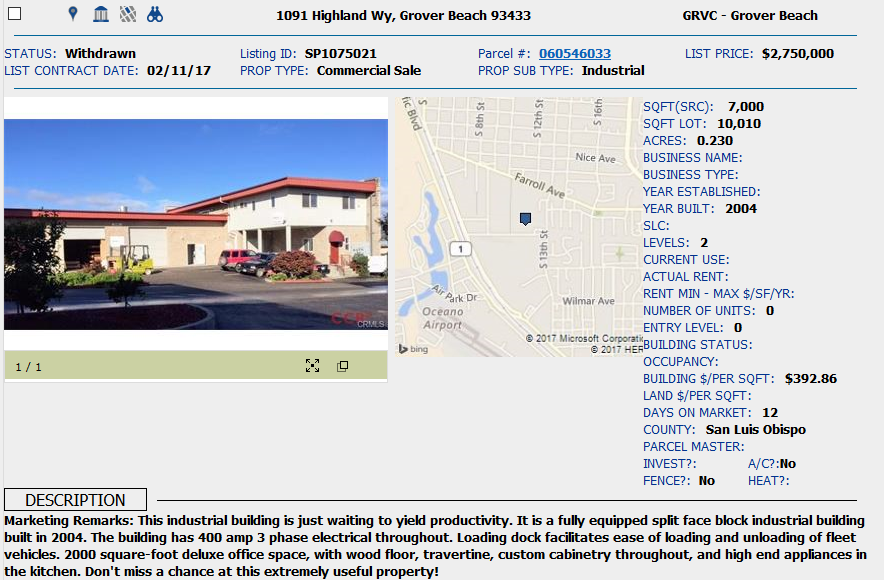 1091 Highland Wy, Grover Beach 93433 GRVC - Grover Beach
STATUS: Withdrawn Listing ID: SP1075021 Parcel #: 060546033 LIST PRICE: $2,750,000
LIST CONTRACT DATE: 02/11/17 PROP TYPE: Commercial Sale PROP SUB TYPE: Industrial
CRMLS
1 / 1
fic Blvd
S
S 8th St
S 12th St
S 16th
Nice Ave
Farroll Ave
1
S 13th St
Air Park Dr
Wilmar Ave
Oceano
Airport
© 2017 Microsoft Corporatio
bing
© 2017 HER
SQFT(SRC): 7,000
SQFT LOT: 10,010
ACRES: 0.230
BUSINESS NAME:
BUSINESS TYPE:
YEAR ESTABLISHED:
YEAR BUILT: 2004
SLC:
LEVELS: 2
CURRENT USE:
ACTUAL RENT:
RENT MIN - MAX $/SF/YR:
NUMBER OF UNITS: 0
ENTRY LEVEL: 0
BUILDING STATUS:
OCCUPANCY:
BUILDING $/PER SQFT: $392.86
LAND $/PER SQFT:
DAYS ON MARKET: 12
COUNTY: San Luis Obispo
PARCEL MASTER:
INVEST?: A/C?:No
FENCE?: No HEAT?:
DESCRIPTION
Marketing Remarks: This industrial building is just waiting to yield productivity. It is a fully equipped split face block industrial building
built in 2004. The building has 400 amp 3 phase electrical throughout. Loading dock facilitates ease of loading and unloading of fleet
vehicles. 2000 square-foot deluxe office space, with wood floor, travertine, custom cabinetry throughout, and high end appliances in
the kitchen. Don't miss a chance at this extremely useful property!